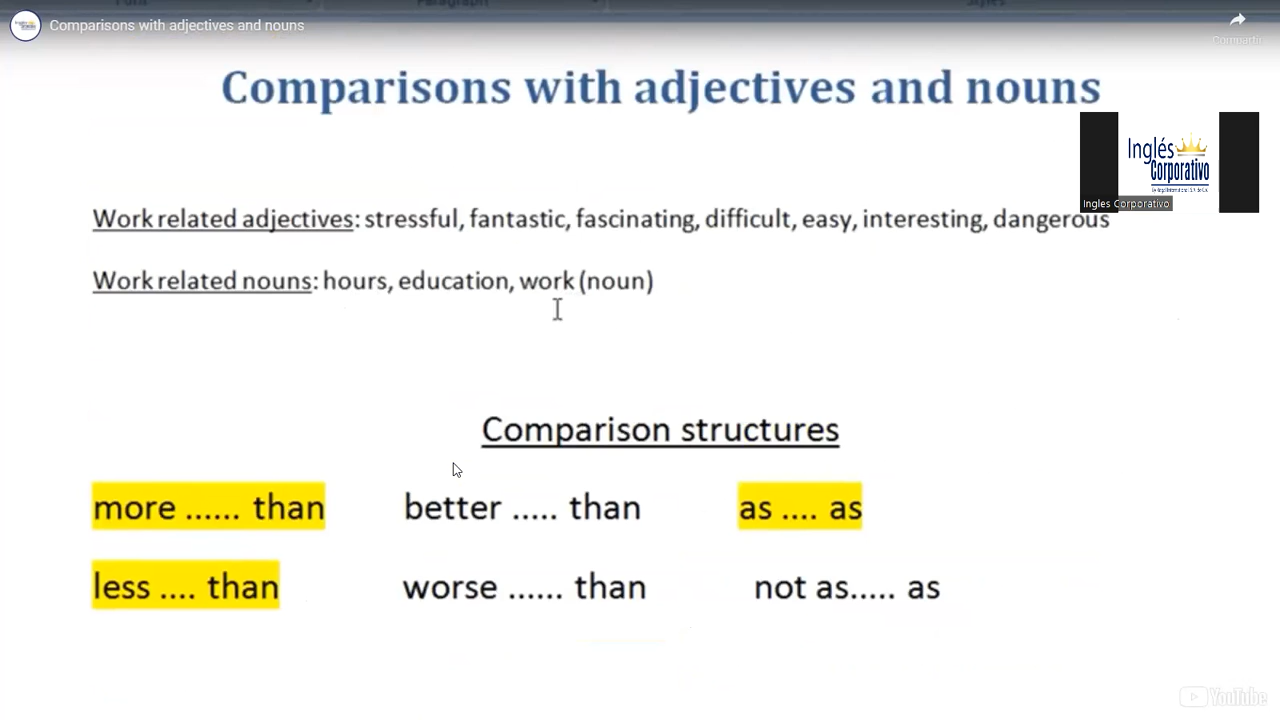 Comparisons with adjectives and nouns
Compartir
Comparisons with adjectives and nouns
Inglés
Corporativo
Ingles Corporativo
Work related adjectives: stressful, fantastic, fascinating, difficult, easy, interesting, dangerous
Work related nouns: hours, education, work (noun)
Comparison structures
more ...... than better ..... than as .... as
less .... than worse ...... than not as..... as
YouTube